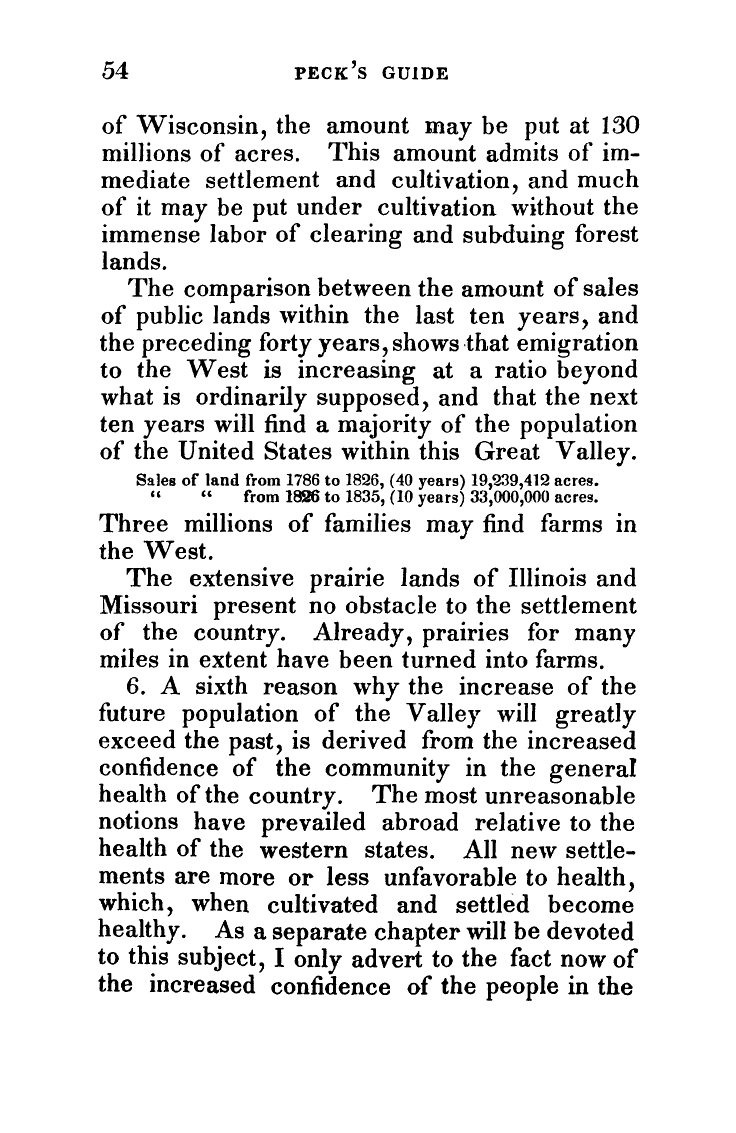 54 PECK'S GUIDE
of Wisconsin, the amount may be put at 130
millions of acres. This amount admits of im-
mediate settlement and cultivation, and much
of it may be put under cultivation without the
immense labor of clearing and subduing forest
lands.
The comparison between the amount of sales
of public lands within the last ten years, and
the preceding forty years, shows that emigration
to the West is increasing at a ratio beyond
what is ordinarily supposed, and that the next
ten years will find a majority of the population
of the United States within this Great Valley.
Sales of land from 1786 to 1826, (40 years) 19,239,412 acres.
“ “ from 1826 to 1835, (10 years) 33,000,000 acres.
Three millions of families may find farms in
the West.
The extensive prairie lands of Illinois and
Missouri present no obstacle to the settlement
of the country. Already, prairies for many
miles in extent have been turned into farms.
6. A sixth reason why the increase of the
future population of the Valley will greatly
exceed the past, is derived from the increased
confidence of the community in the general
health of the country. The most unreasonable
notions have prevailed abroad relative to the
health of the western states. All new settle-
ments are more or less unfavorable to health,
which, when cultivated and settled become
healthy. As a separate chapter will be devoted
to this subject, I only advert to the fact now of
the increased confidence of the people in the